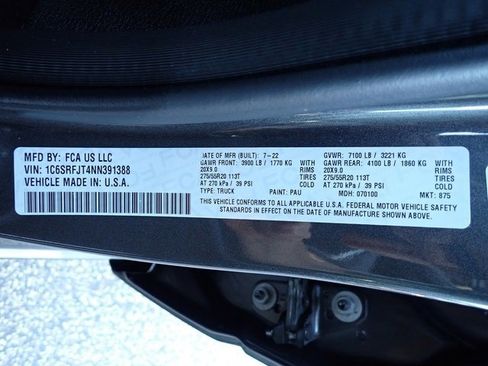 MFD BY: FCA US LLC
VIN: 1C6SRFJT4NN391388
VEHICLE MADE IN U.S.A.
DATE OF MFR (BUILT): 7-22
GAWR FRONT: 3900 LB / 1770 KG
WITH
20X9.0
RIMS
275/55R20 113T
TIRES
AT 270 kPa / 39 PSI
TYPE: TRUCK
PAINT: PAU
GVWR: 7100 LB / 3221 KG
GAWR REAR: 4100 LB / 1860 KG
WITH
20X9.0
RIMS
275/55R20 113T
TIRES
AT 270 kPa / 39 PSI
MDH: 070100
MKT: 875
THIS VEHICLE CONFORMS TO ALL APPLICABLE U.S.A. FEDERAL MOTOR VEHICLE SAFETY
STANDARDS IN EFFECT ON THE DATE OF MANUFACTURE SHOWN ABOVE.